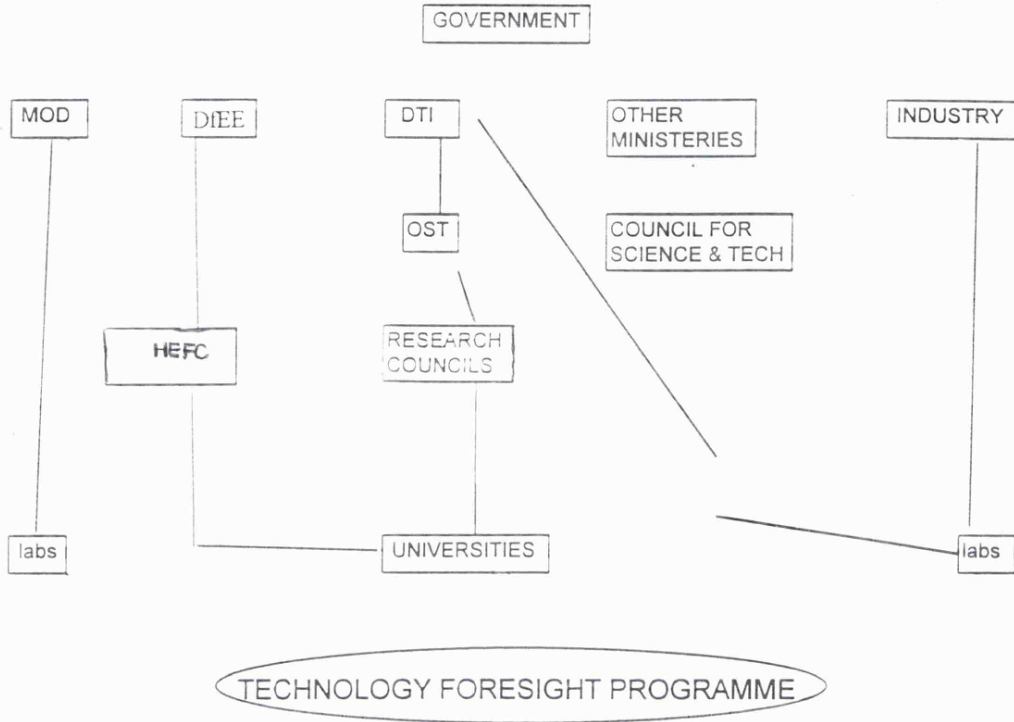 GOVERNMENT
MOD
DfEE
DTI
OTHER
MINISTERIES
INDUSTRY
OST
COUNCIL FOR
SCIENCE & TECH
HEFC
RESEARCH
COUNCILS
labs
UNIVERSITIES
labs
TECHNOLOGY FORESIGHT PROGRAMME